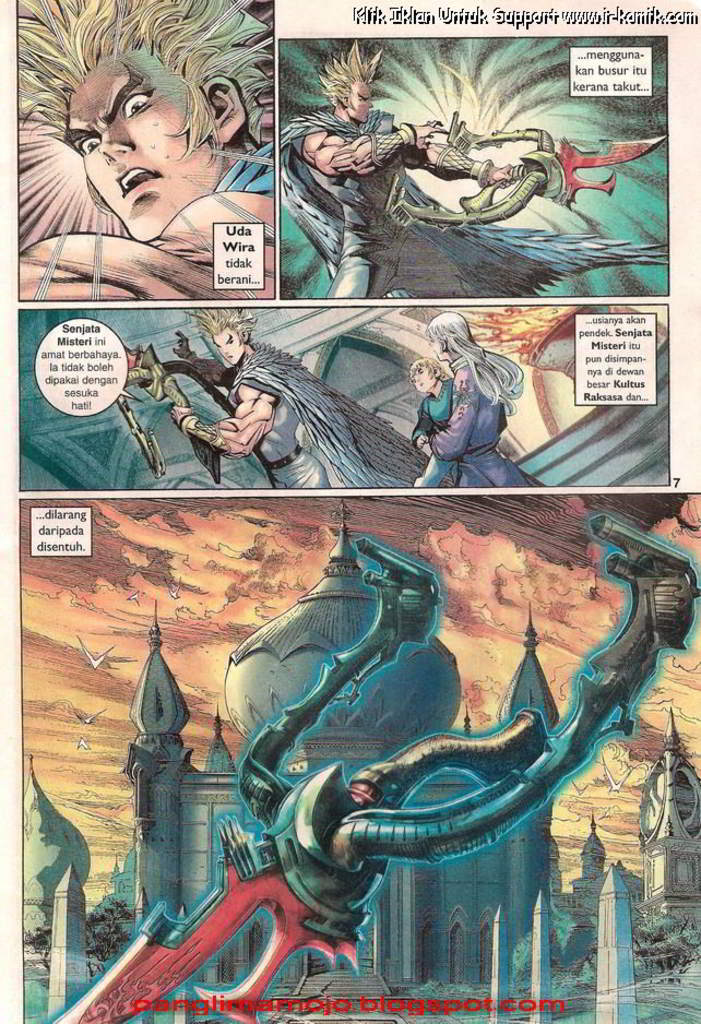 Klik Iklan Untuk Support www.ir-komik.com
Uda
Wira
tidak
berani...
...mengguna-
kan busur itu
kerana takut...
Senjata
Misteri ini
amat berbahaya.
Ia tidak boleh
dipakai dengan
sesuka
hati!
...usianya akan
pendek. Senjata
Misteri itu
pun disimpan-
nya di dewan
besar Kultus
Raksasa dan...
7
...dilarang
daripada
disentuh.
panglimamojo.blogspot.com